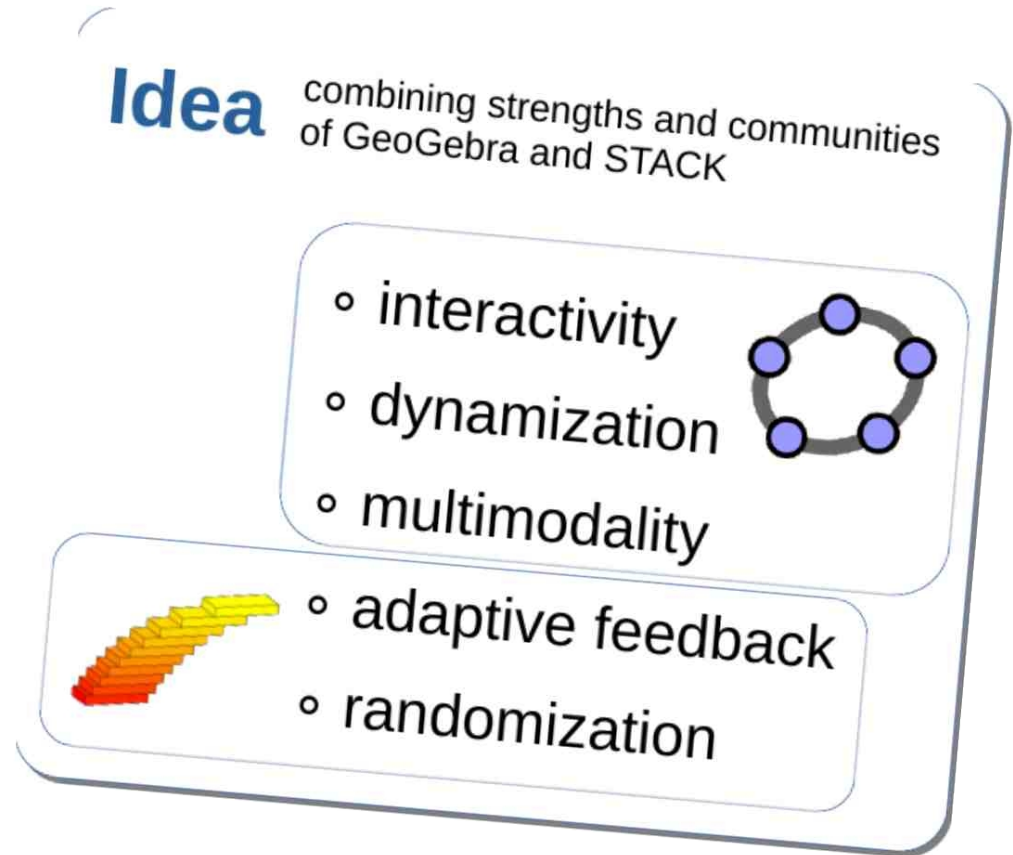 Idea
combining strengths and communities
of GeoGebra and STACK
interactivity
dynamization
multimodality
adaptive feedback
randomization